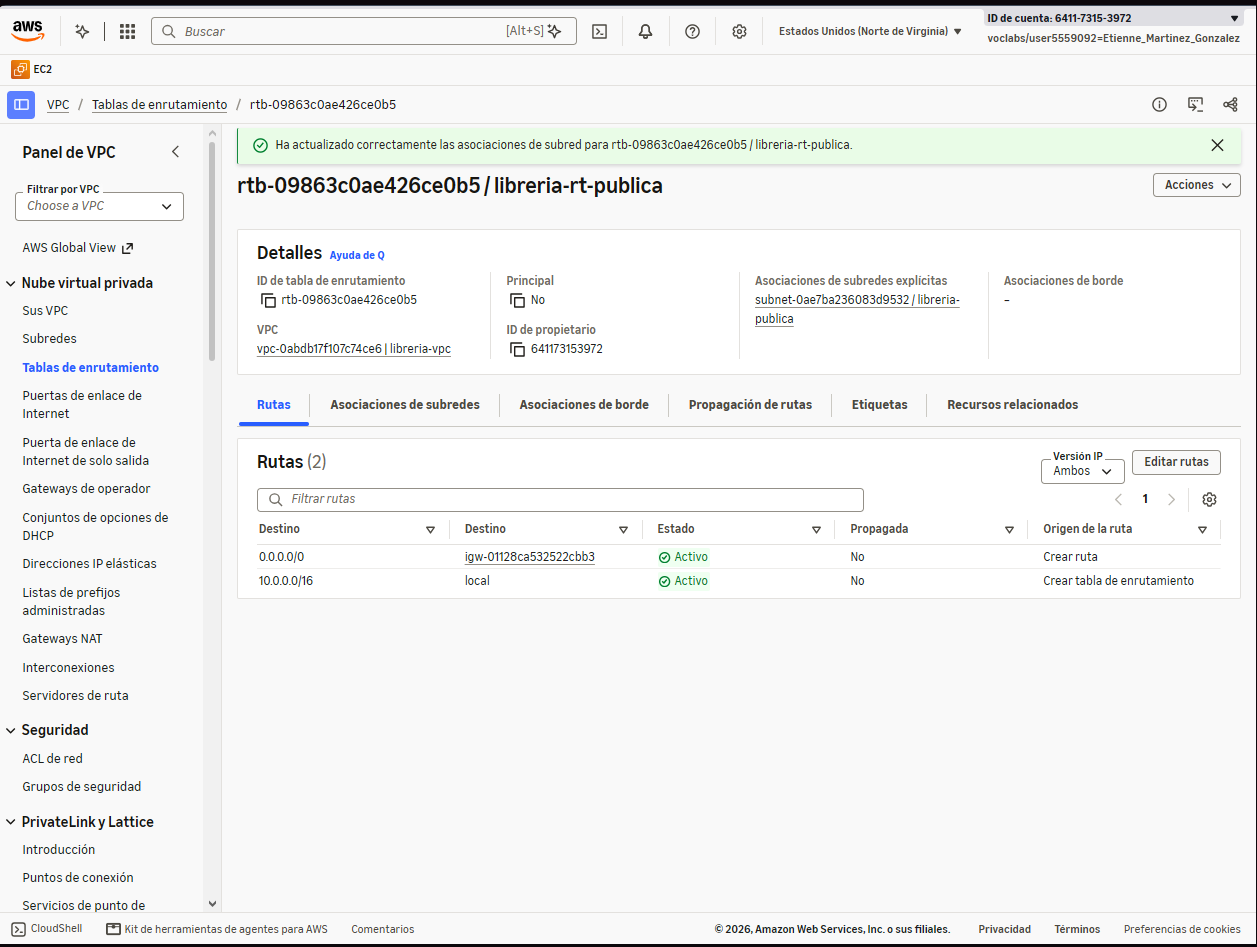 aws
Buscar
[Alt+S]
Estados Unidos (Norte de Virginia)
ID de cuenta: 6411-7315-3972
voclabs/user5559092=Etienne_Martinez_Gonzalez
EC2
VPC / Tablas de enrutamiento / rtb-09863c0ae426ce0b5
Panel de VPC
Filtrar por VPC
Choose a VPC
AWS Global View
Nube virtual privada
Sus VPC
Subredes
Tablas de enrutamiento
Puertas de enlace de
Internet
Puerta de enlace de
Internet de solo salida
Gateways de operador
Conjuntos de opciones de
DHCP
Direcciones IP elásticas
Listas de prefijos
administradas
Gateways NAT
Interconexiones
Servidores de ruta
Seguridad
ACL de red
Grupos de seguridad
PrivateLink y Lattice
Introducción
Puntos de conexión
Servicios de punto de
Ha actualizado correctamente las asociaciones de subred para rtb-09863c0ae426ce0b5 / libreria-rt-publica.
rtb-09863c0ae426ce0b5 / libreria-rt-publica
Acciones
Detalles Ayuda de Q
ID de tabla de enrutamiento
rtb-09863c0ae426ce0b5
VPC
vpc-0abdb17f107c74ce6 | libreria-vpc
Principal
No
ID de propietario
641173153972
Asociaciones de subredes explícitas
subnet-0ae7ba236083d9532 / libreria-
publica
Asociaciones de borde
–
Rutas Asociaciones de subredes Asociaciones de borde Propagación de rutas Etiquetas Recursos relacionados
Rutas (2)
Versión IP
Ambos
Editar rutas
Filtrar rutas
1
Destino Destino Estado Propagada Origen de la ruta
0.0.0.0/0 igw-01128ca532522cbb3 Activo No Crear ruta
10.0.0.0/16 local Activo No Crear tabla de enrutamiento
CloudShell Kit de herramientas de agentes para AWS Comentarios © 2026, Amazon Web Services, Inc. o sus filiales. Privacidad Términos Preferencias de cookies